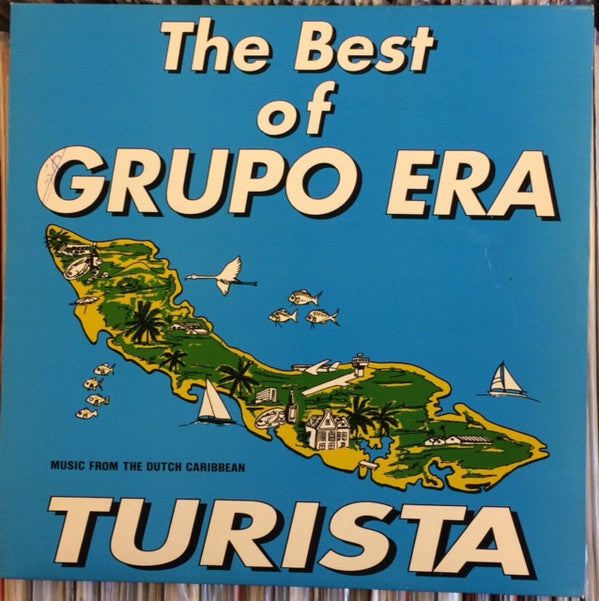 The Best
of
GRUPO ERA
MUSIC FROM THE DUTCH CARIBBEAN
TURISTA